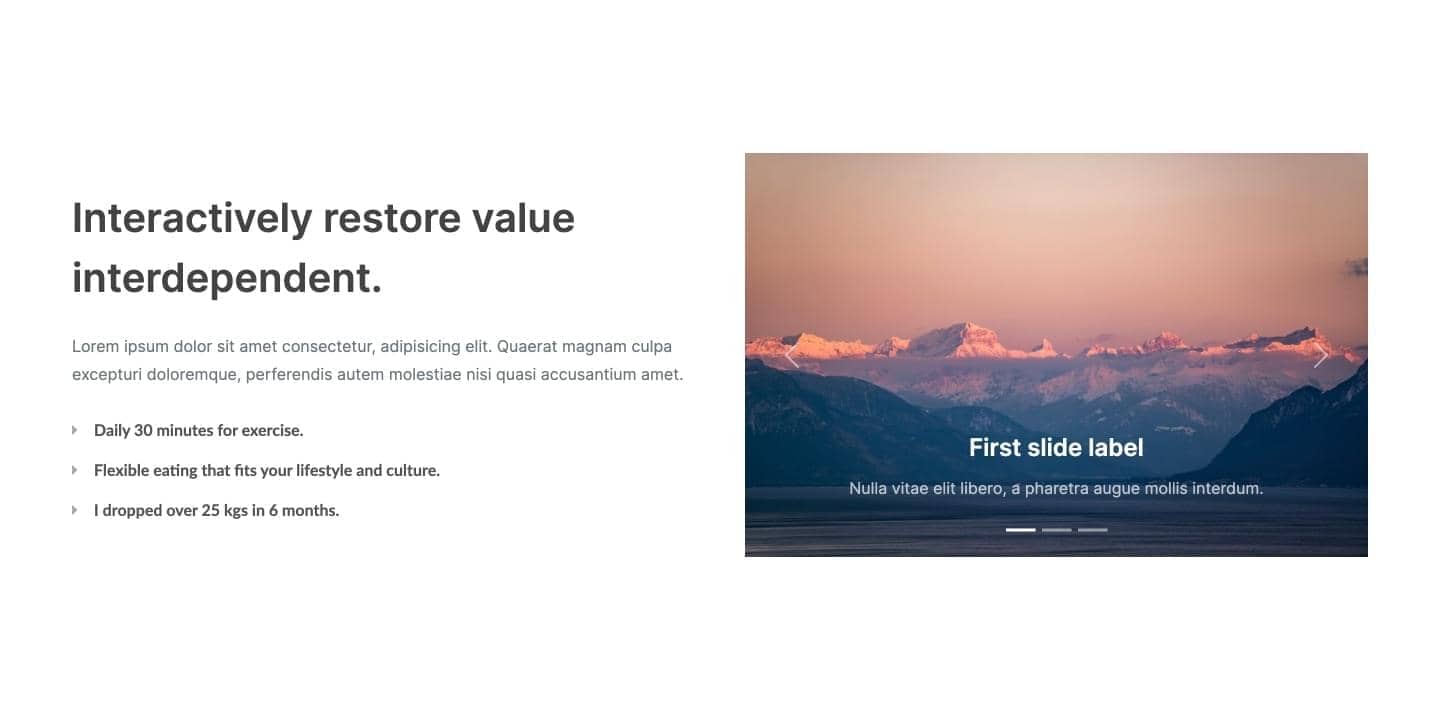 Interactively restore value
interdependent.
Lorem ipsum dolor sit amet consectetur, adipisicing elit. Quaerat magnam culpa
excepturi doloremque, perferendis autem molestiae nisi quasi accusantium amet.
Daily 30 minutes for exercise.
Flexible eating that fits your lifestyle and culture.
I dropped over 25 kgs in 6 months.
First slide label
Nulla vitae elit libero, a pharetra augue mollis interdum.